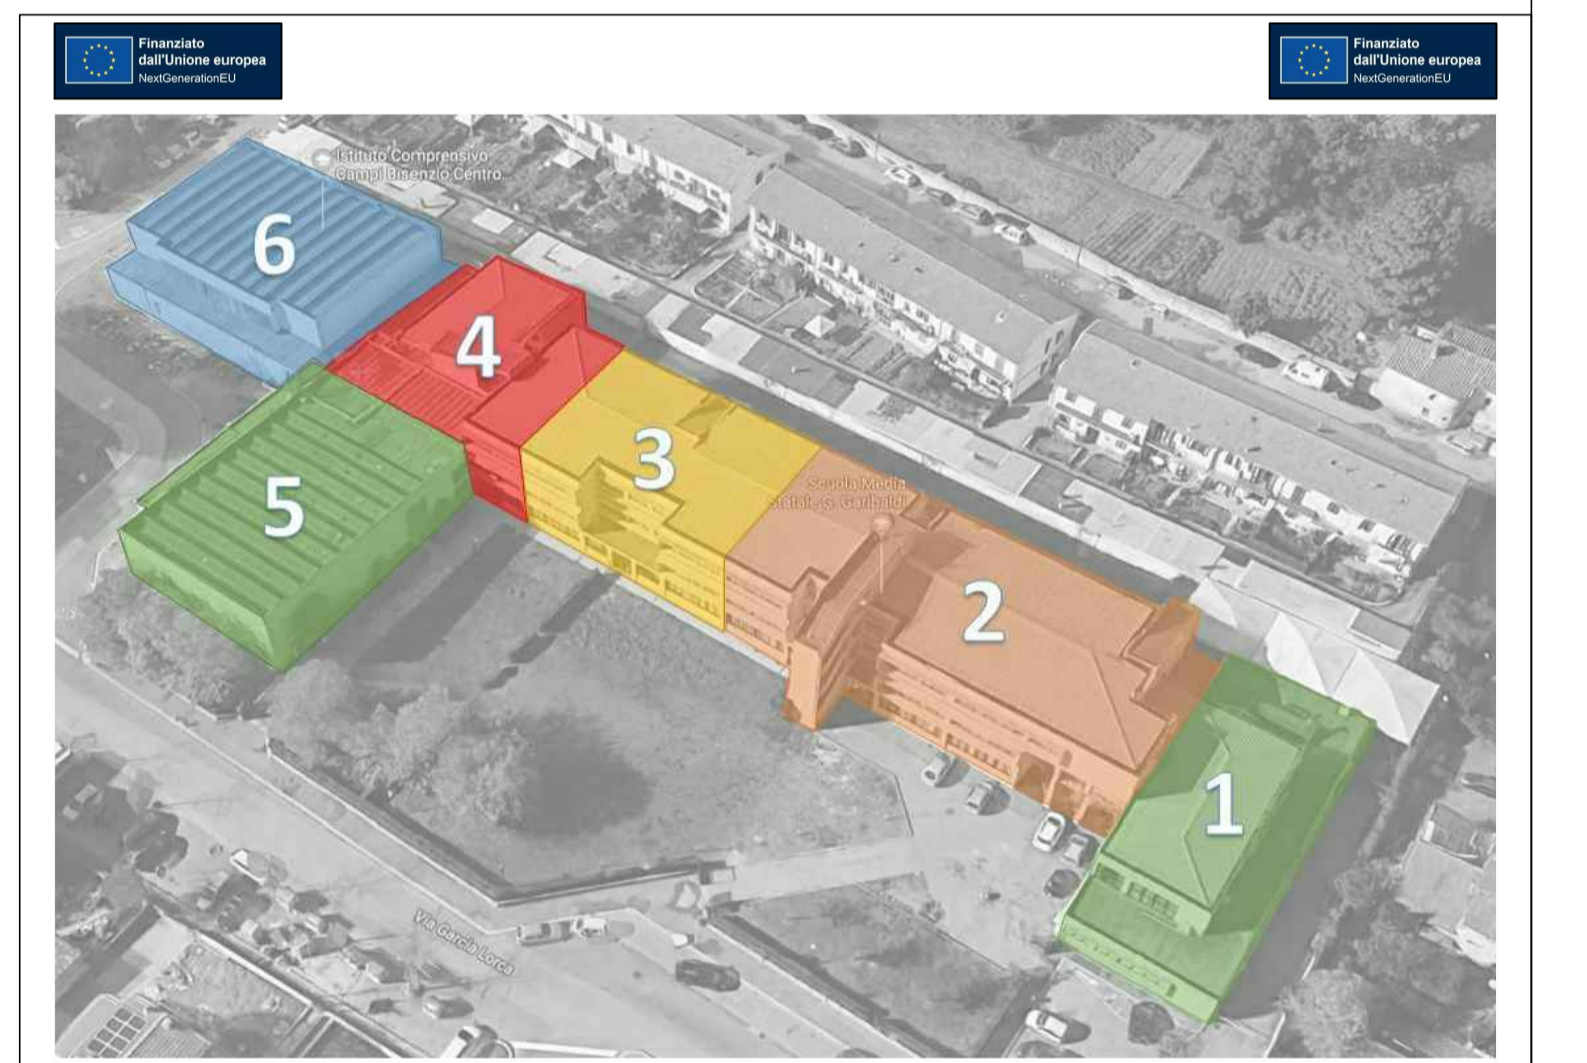 Finanziato
dall'Unione europea
NextGenerationEU
Finanziato
dall'Unione europea
NextGenerationEU
Istituto Comprensivo
Campi Bisenzio Centro...
6
4
3
Scuola Media
Statale G. Garibaldi
5
2
1
Via Garcia Lorca